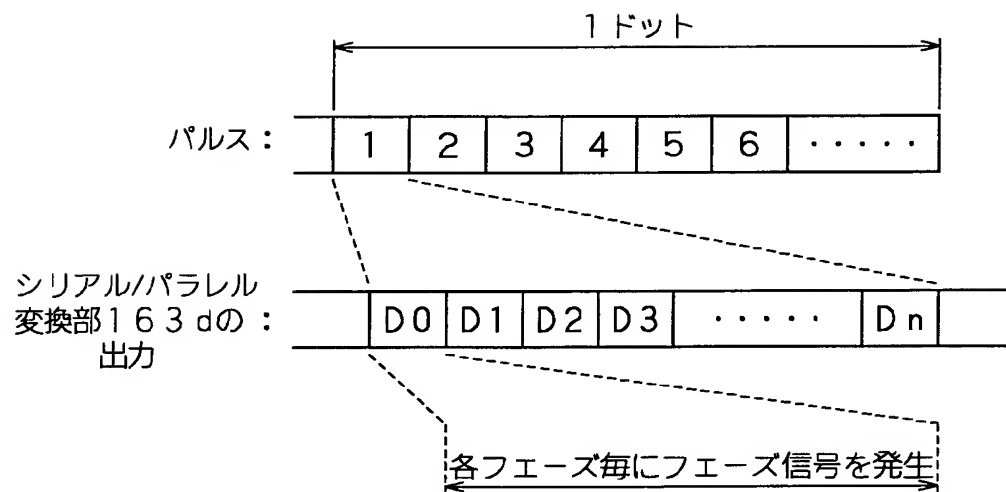 1ドット
パルス：
1 2 3 4 5 6 ・・・・・
シリアル/パラレル
変換部１６３dの：
出力
D0 D1 D2 D3 ・・・・・ Dn
各フェーズ毎にフェーズ信号を発生